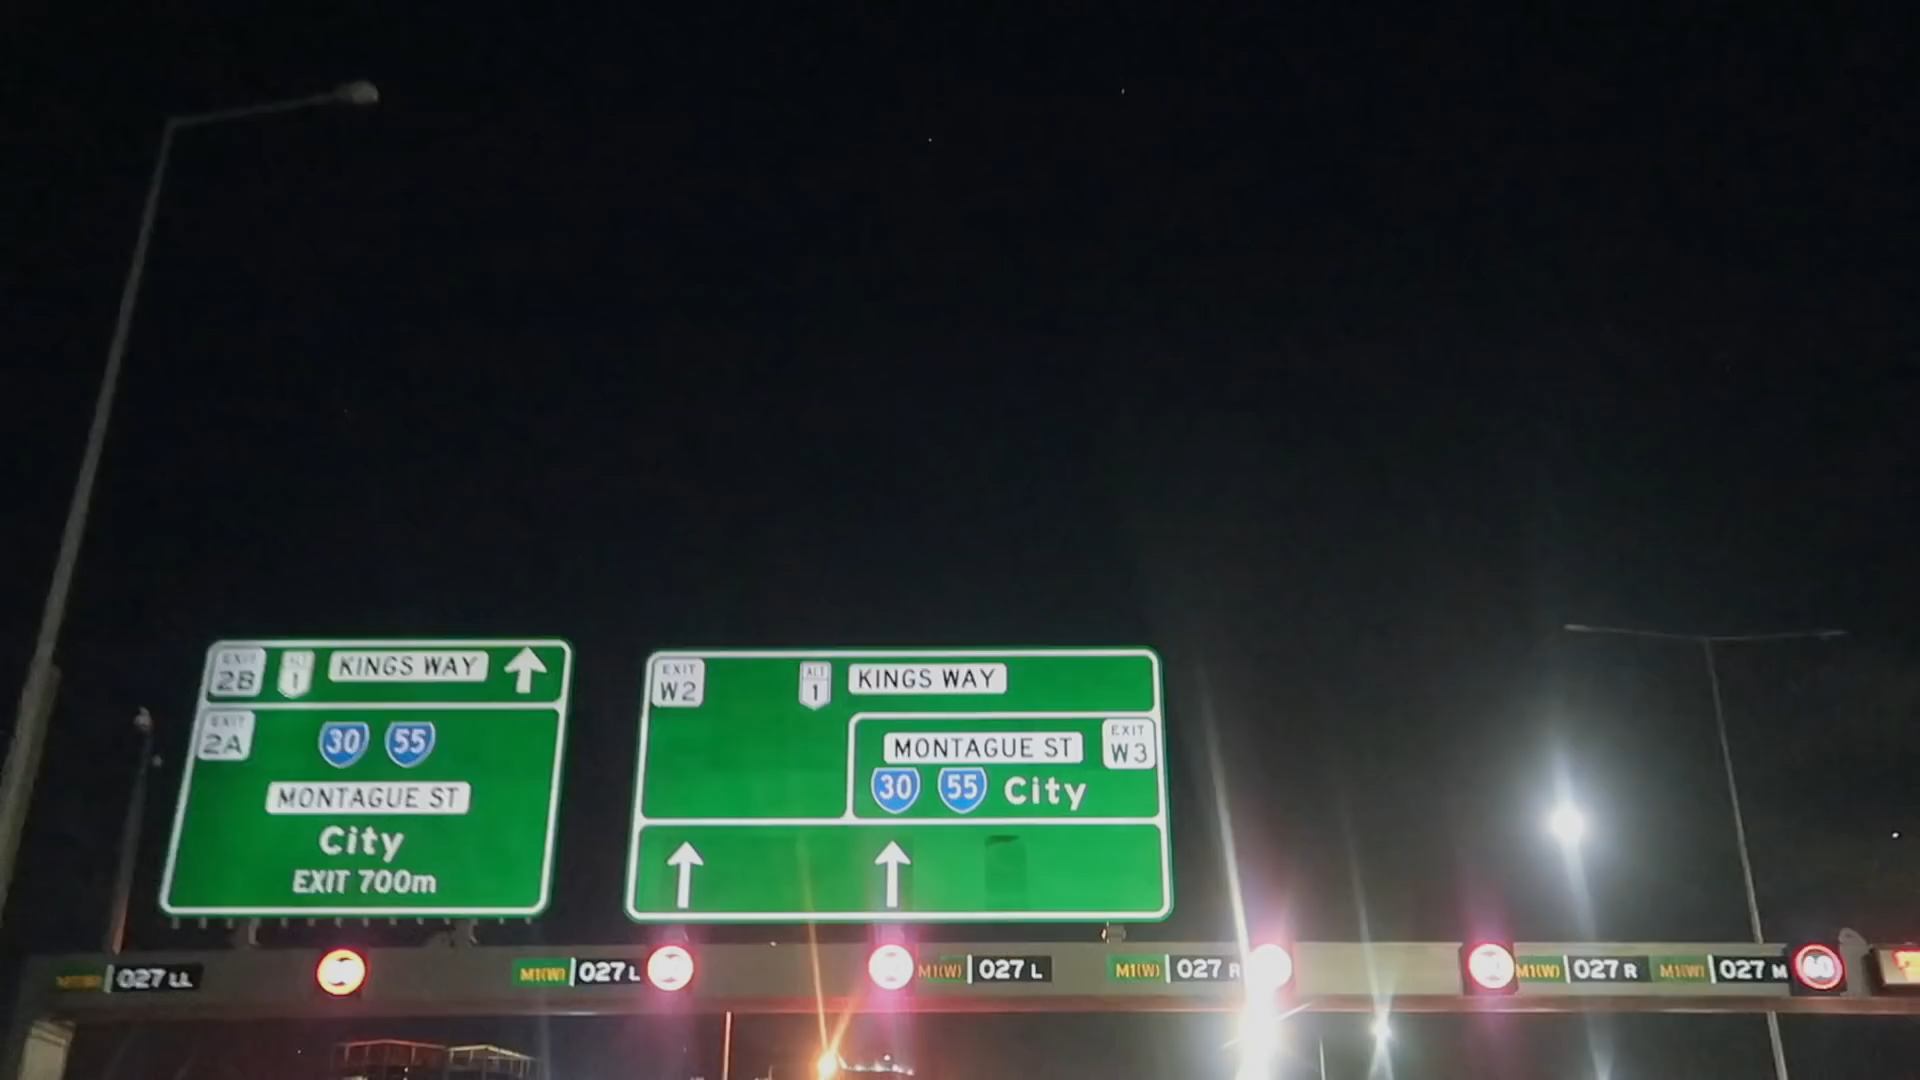 EXIT
2B
1
KINGS WAY
EXIT
2A
30 55
MONTAGUE ST
City
EXIT 700m
EXIT
W2
ALT
1
KINGS WAY
MONTAGUE ST
EXIT
W3
30 55 City
027 LL
M1(W) 027 L
M1(W) 027 L
M1(W) 027 R
M1(W) 027 R
M1(W) 027 M
60